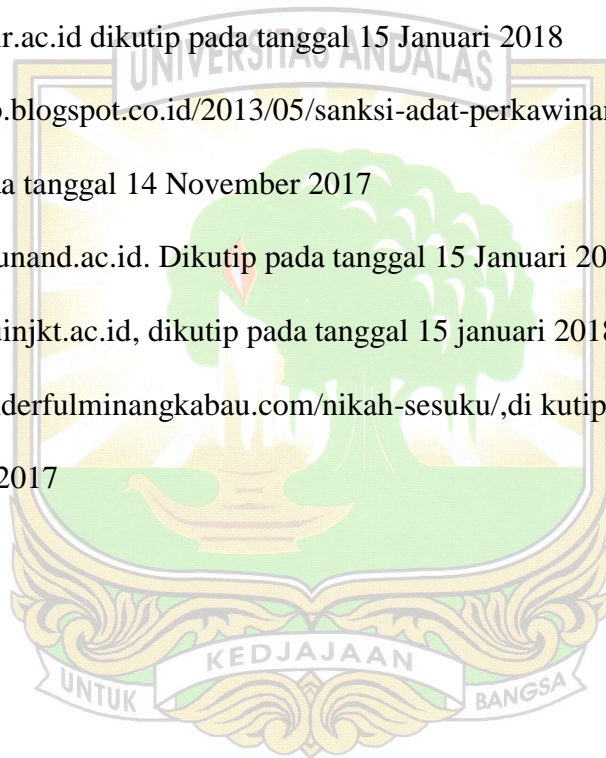 r.ac.id dikutip pada tanggal 15 Januari 2018
UNIVERSITAS ANDALAS
.blogspot.co.id/2013/05/sanksi-adat-perkawinan
a tanggal 14 November 2017
unand.ac.id. Dikutip pada tanggal 15 Januari 20
injkt.ac.id, dikutip pada tanggal 15 januari 2018
derfulminangkabau.com/nikah-sesuku/,di kutip
2017
KEDJAJAAN
UNTUK BANGSA